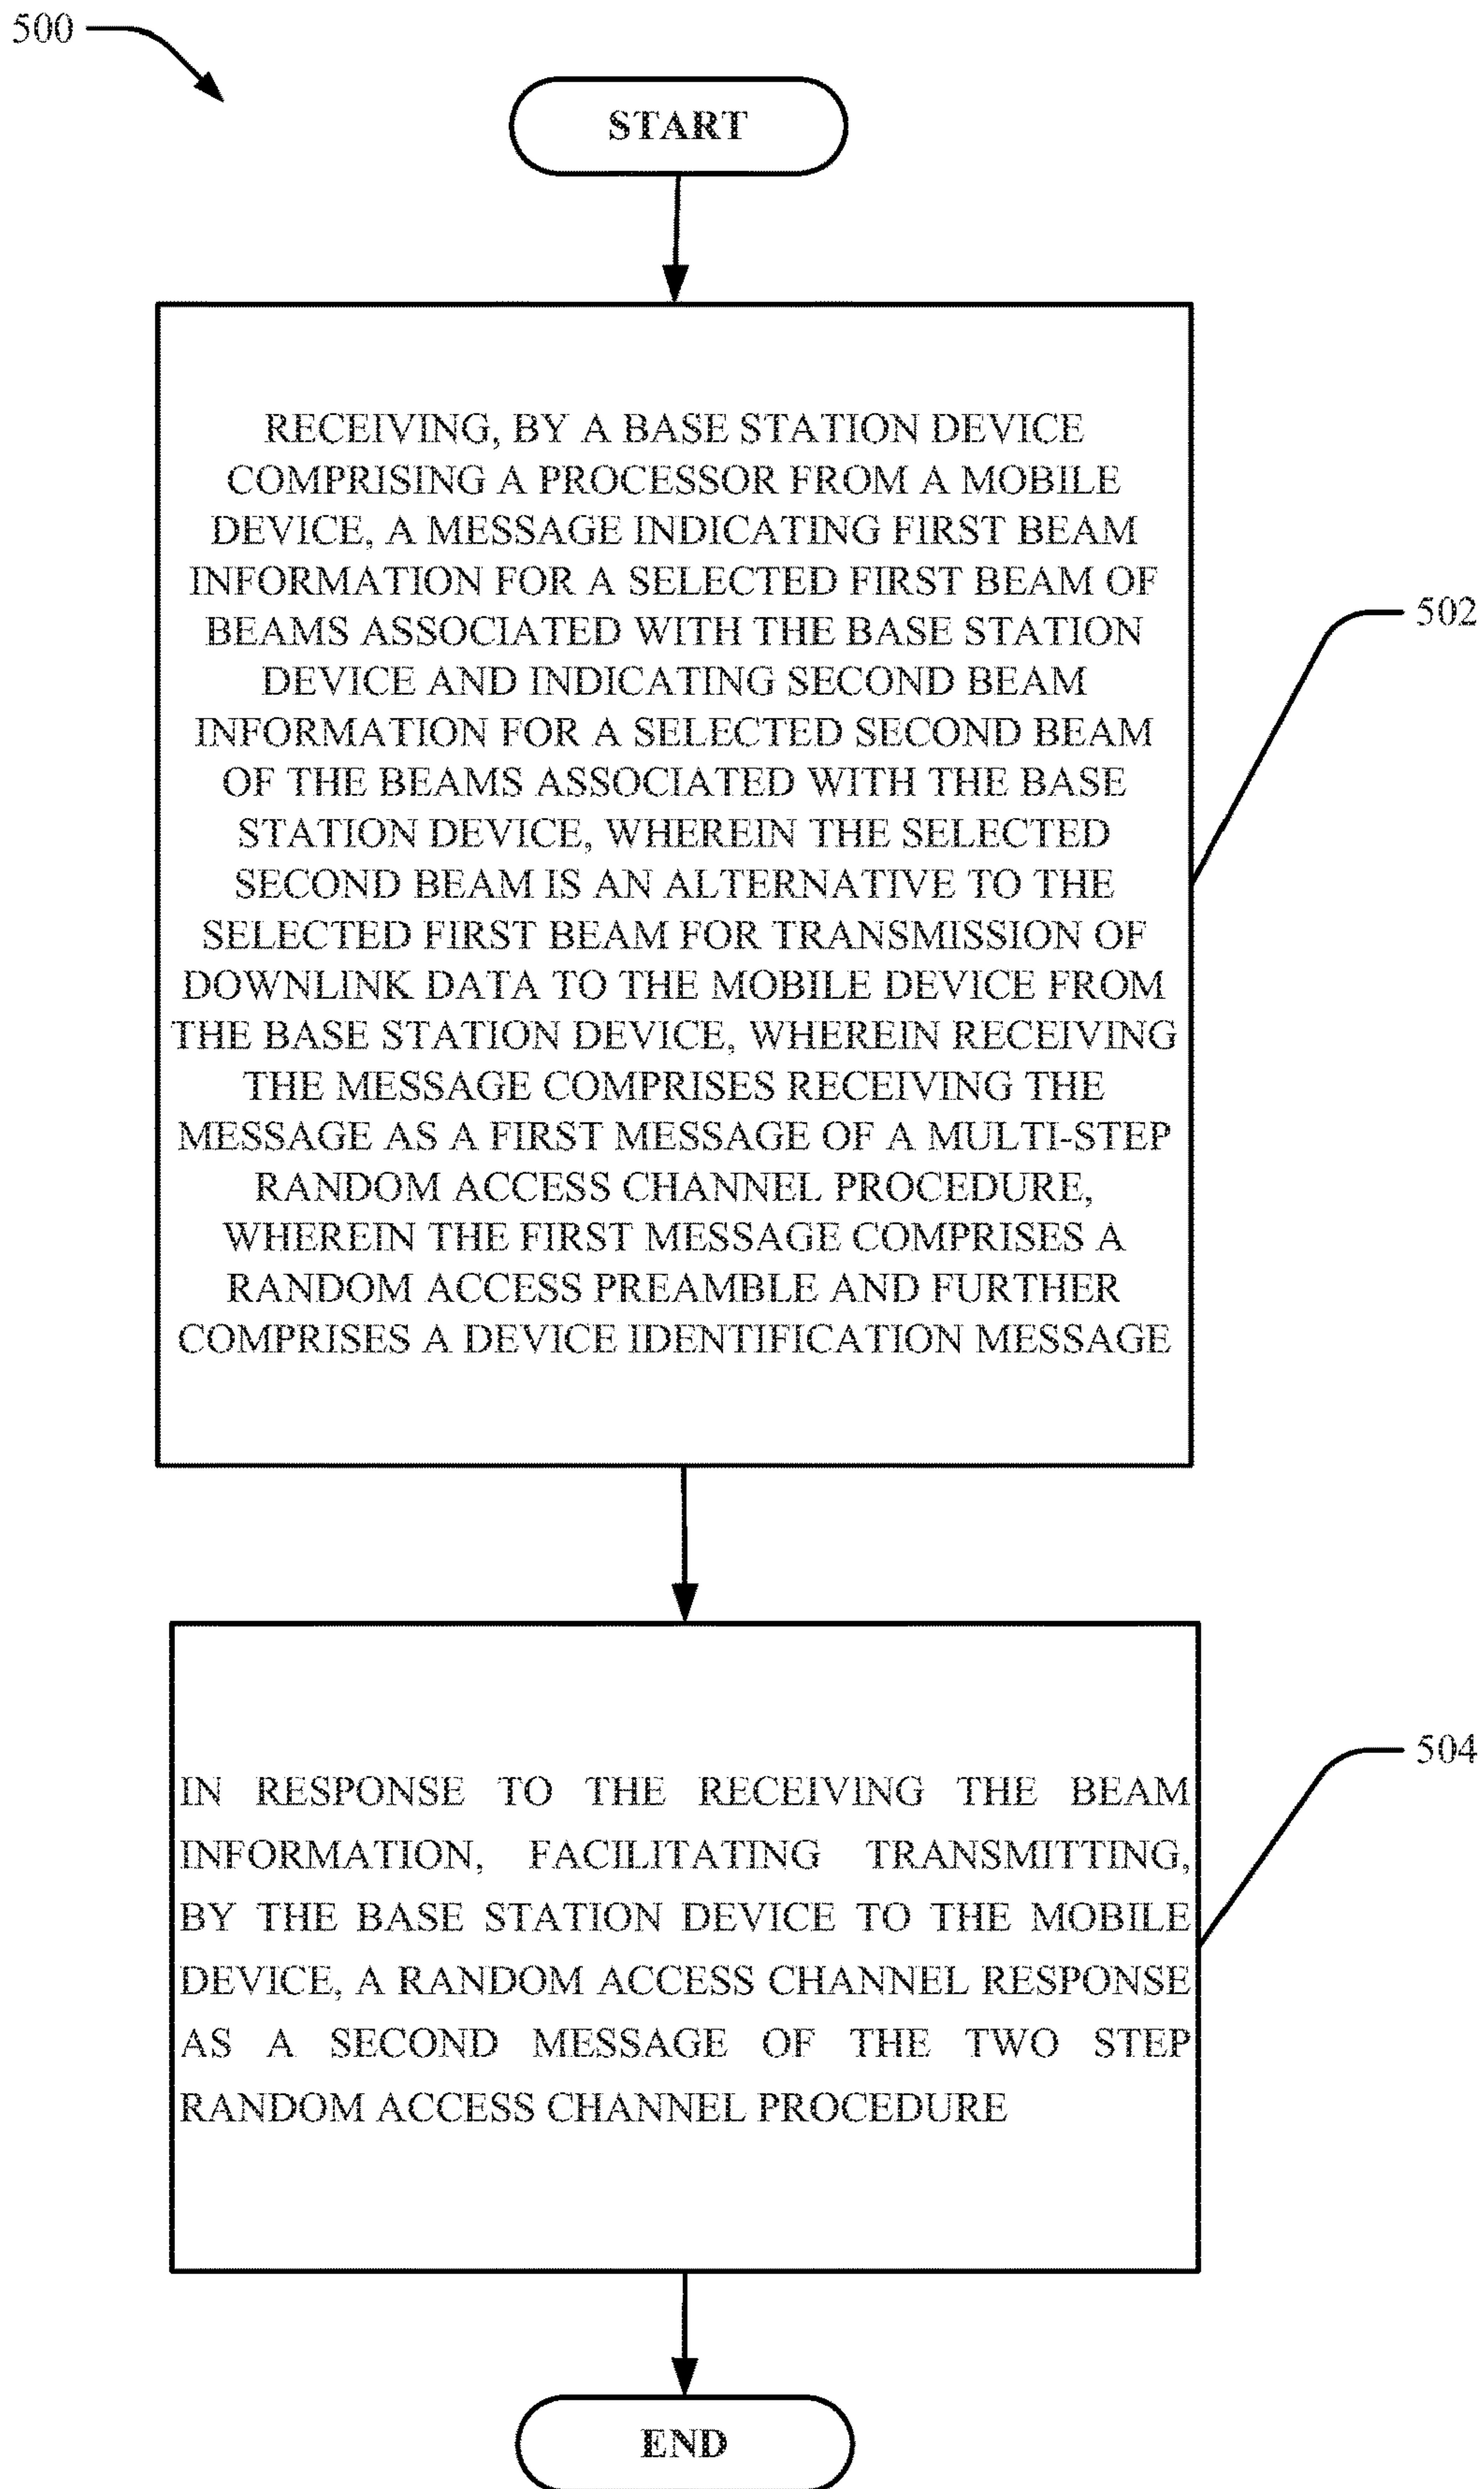 500
START
RECEIVING, BY A BASE STATION DEVICE
COMPRISING A PROCESSOR FROM A MOBILE
DEVICE, A MESSAGE INDICATING FIRST BEAM
INFORMATION FOR A SELECTED FIRST BEAM OF
BEAMS ASSOCIATED WITH THE BASE STATION
DEVICE AND INDICATING SECOND BEAM
INFORMATION FOR A SELECTED SECOND BEAM
OF THE BEAMS ASSOCIATED WITH THE BASE
STATION DEVICE, WHEREIN THE SELECTED
SECOND BEAM IS AN ALTERNATIVE TO THE
SELECTED FIRST BEAM FOR TRANSMISSION OF
DOWNLINK DATA TO THE MOBILE DEVICE FROM
THE BASE STATION DEVICE, WHEREIN RECEIVING
THE MESSAGE COMPRISES RECEIVING THE
MESSAGE AS A FIRST MESSAGE OF A MULTI-STEP
RANDOM ACCESS CHANNEL PROCEDURE,
WHEREIN THE FIRST MESSAGE COMPRISES A
RANDOM ACCESS PREAMBLE AND FURTHER
COMPRISES A DEVICE IDENTIFICATION MESSAGE
502
IN RESPONSE TO THE RECEIVING THE BEAM
INFORMATION, FACILITATING TRANSMITTING,
BY THE BASE STATION DEVICE TO THE MOBILE
DEVICE, A RANDOM ACCESS CHANNEL RESPONSE
AS A SECOND MESSAGE OF THE TWO STEP
RANDOM ACCESS CHANNEL PROCEDURE
504
END